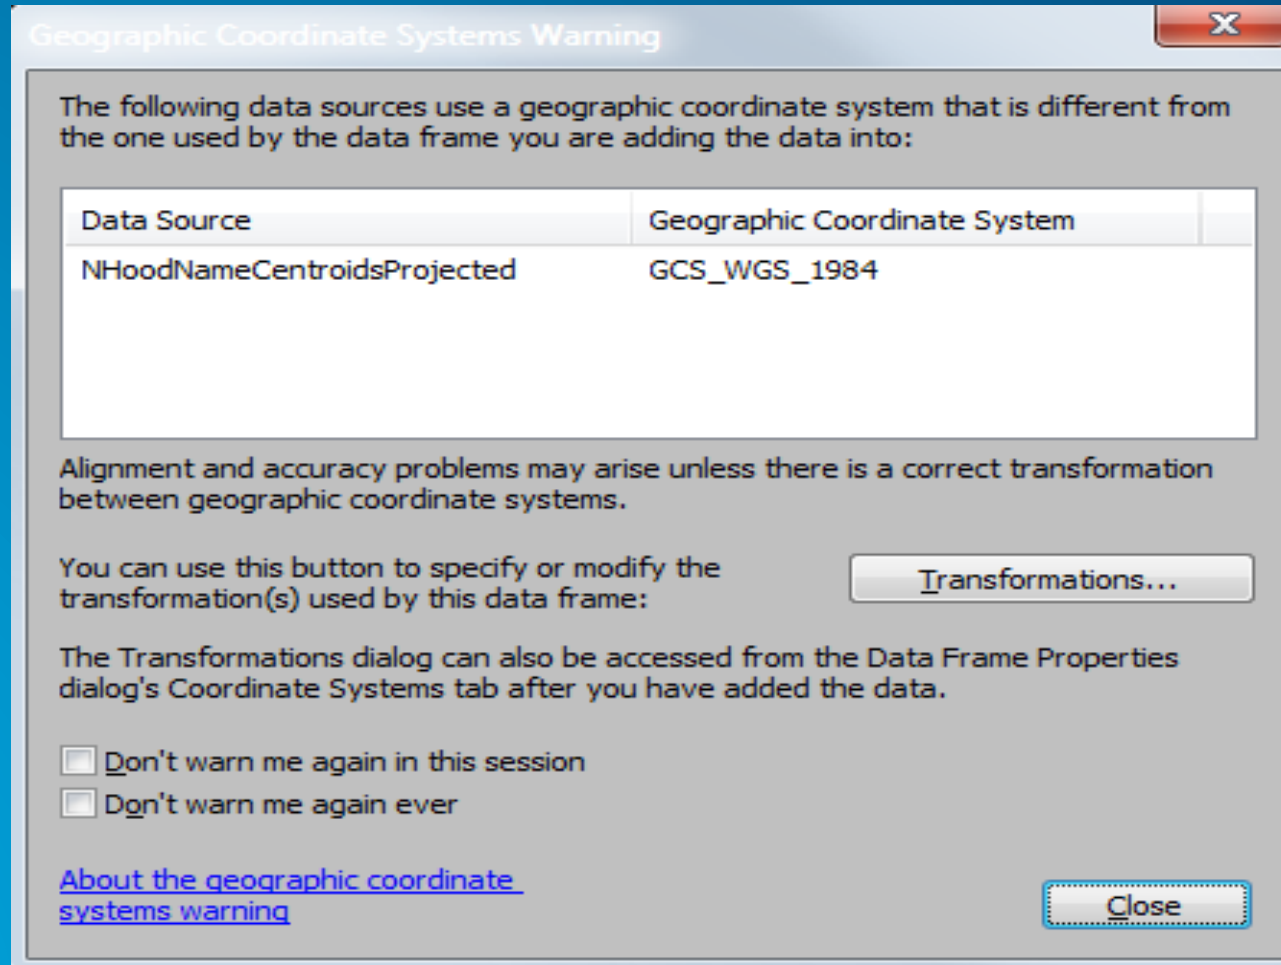 Geographic Coordinate Systems Warning
The following data sources use a geographic coordinate system that is different from
the one used by the data frame you are adding the data into:
Data Source Geographic Coordinate System
NHoodNameCentroidsProjected GCS_WGS_1984
Alignment and accuracy problems may arise unless there is a correct transformation
between geographic coordinate systems.
You can use this button to specify or modify the
transformation(s) used by this data frame:
Transformations...
The Transformations dialog can also be accessed from the Data Frame Properties
dialog's Coordinate Systems tab after you have added the data.
Don't warn me again in this session
Don't warn me again ever
About the geographic coordinate
systems warning
Close